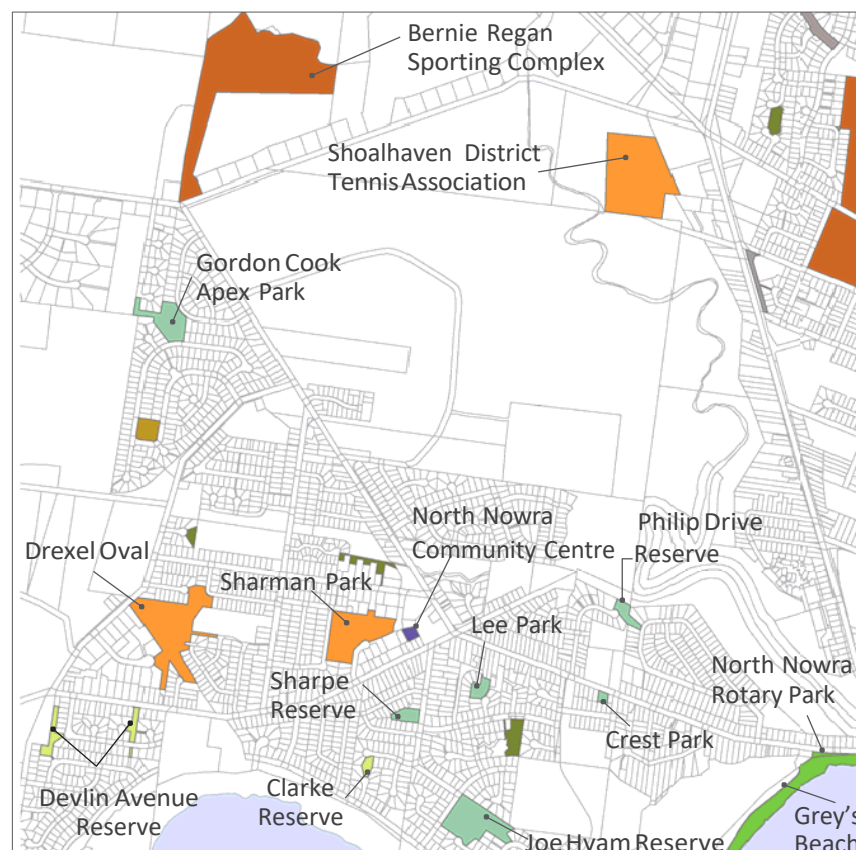 Bernie Regan
Sporting Complex
Shoalhaven District
Tennis Association
Gordon Cook
Apex Park
North Nowra
Community Centre
Philip Drive
Reserve
Drexel Oval
Sharman Park
Lee Park
Sharpe
Reserve
North Nowra
Rotary Park
Crest Park
Devlin Avenue
Reserve
Clarke
Reserve
Joe Hyam Reserve
Grey's
Beach